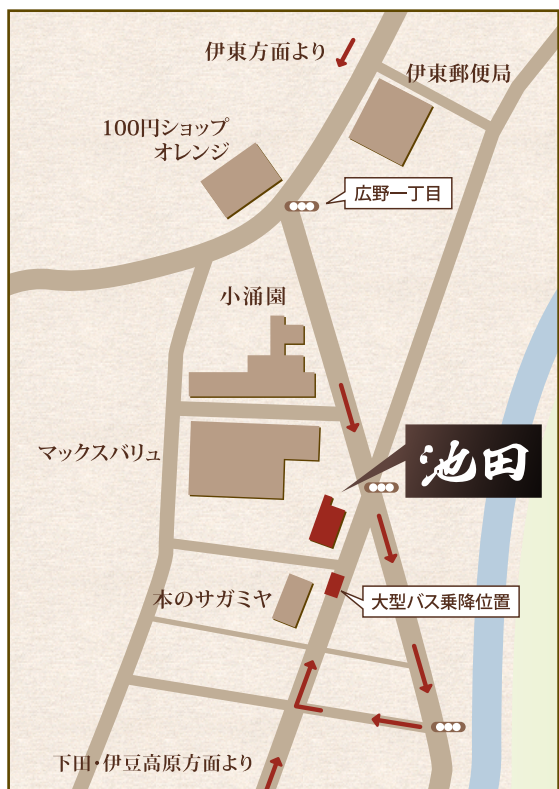 伊東方面より
伊東郵便局
100円ショップ
オレンジ
広野一丁目
小涌園
マックスバリュ
池田
本のサガミヤ
大型バス乗降位置
下田・伊豆高原方面より